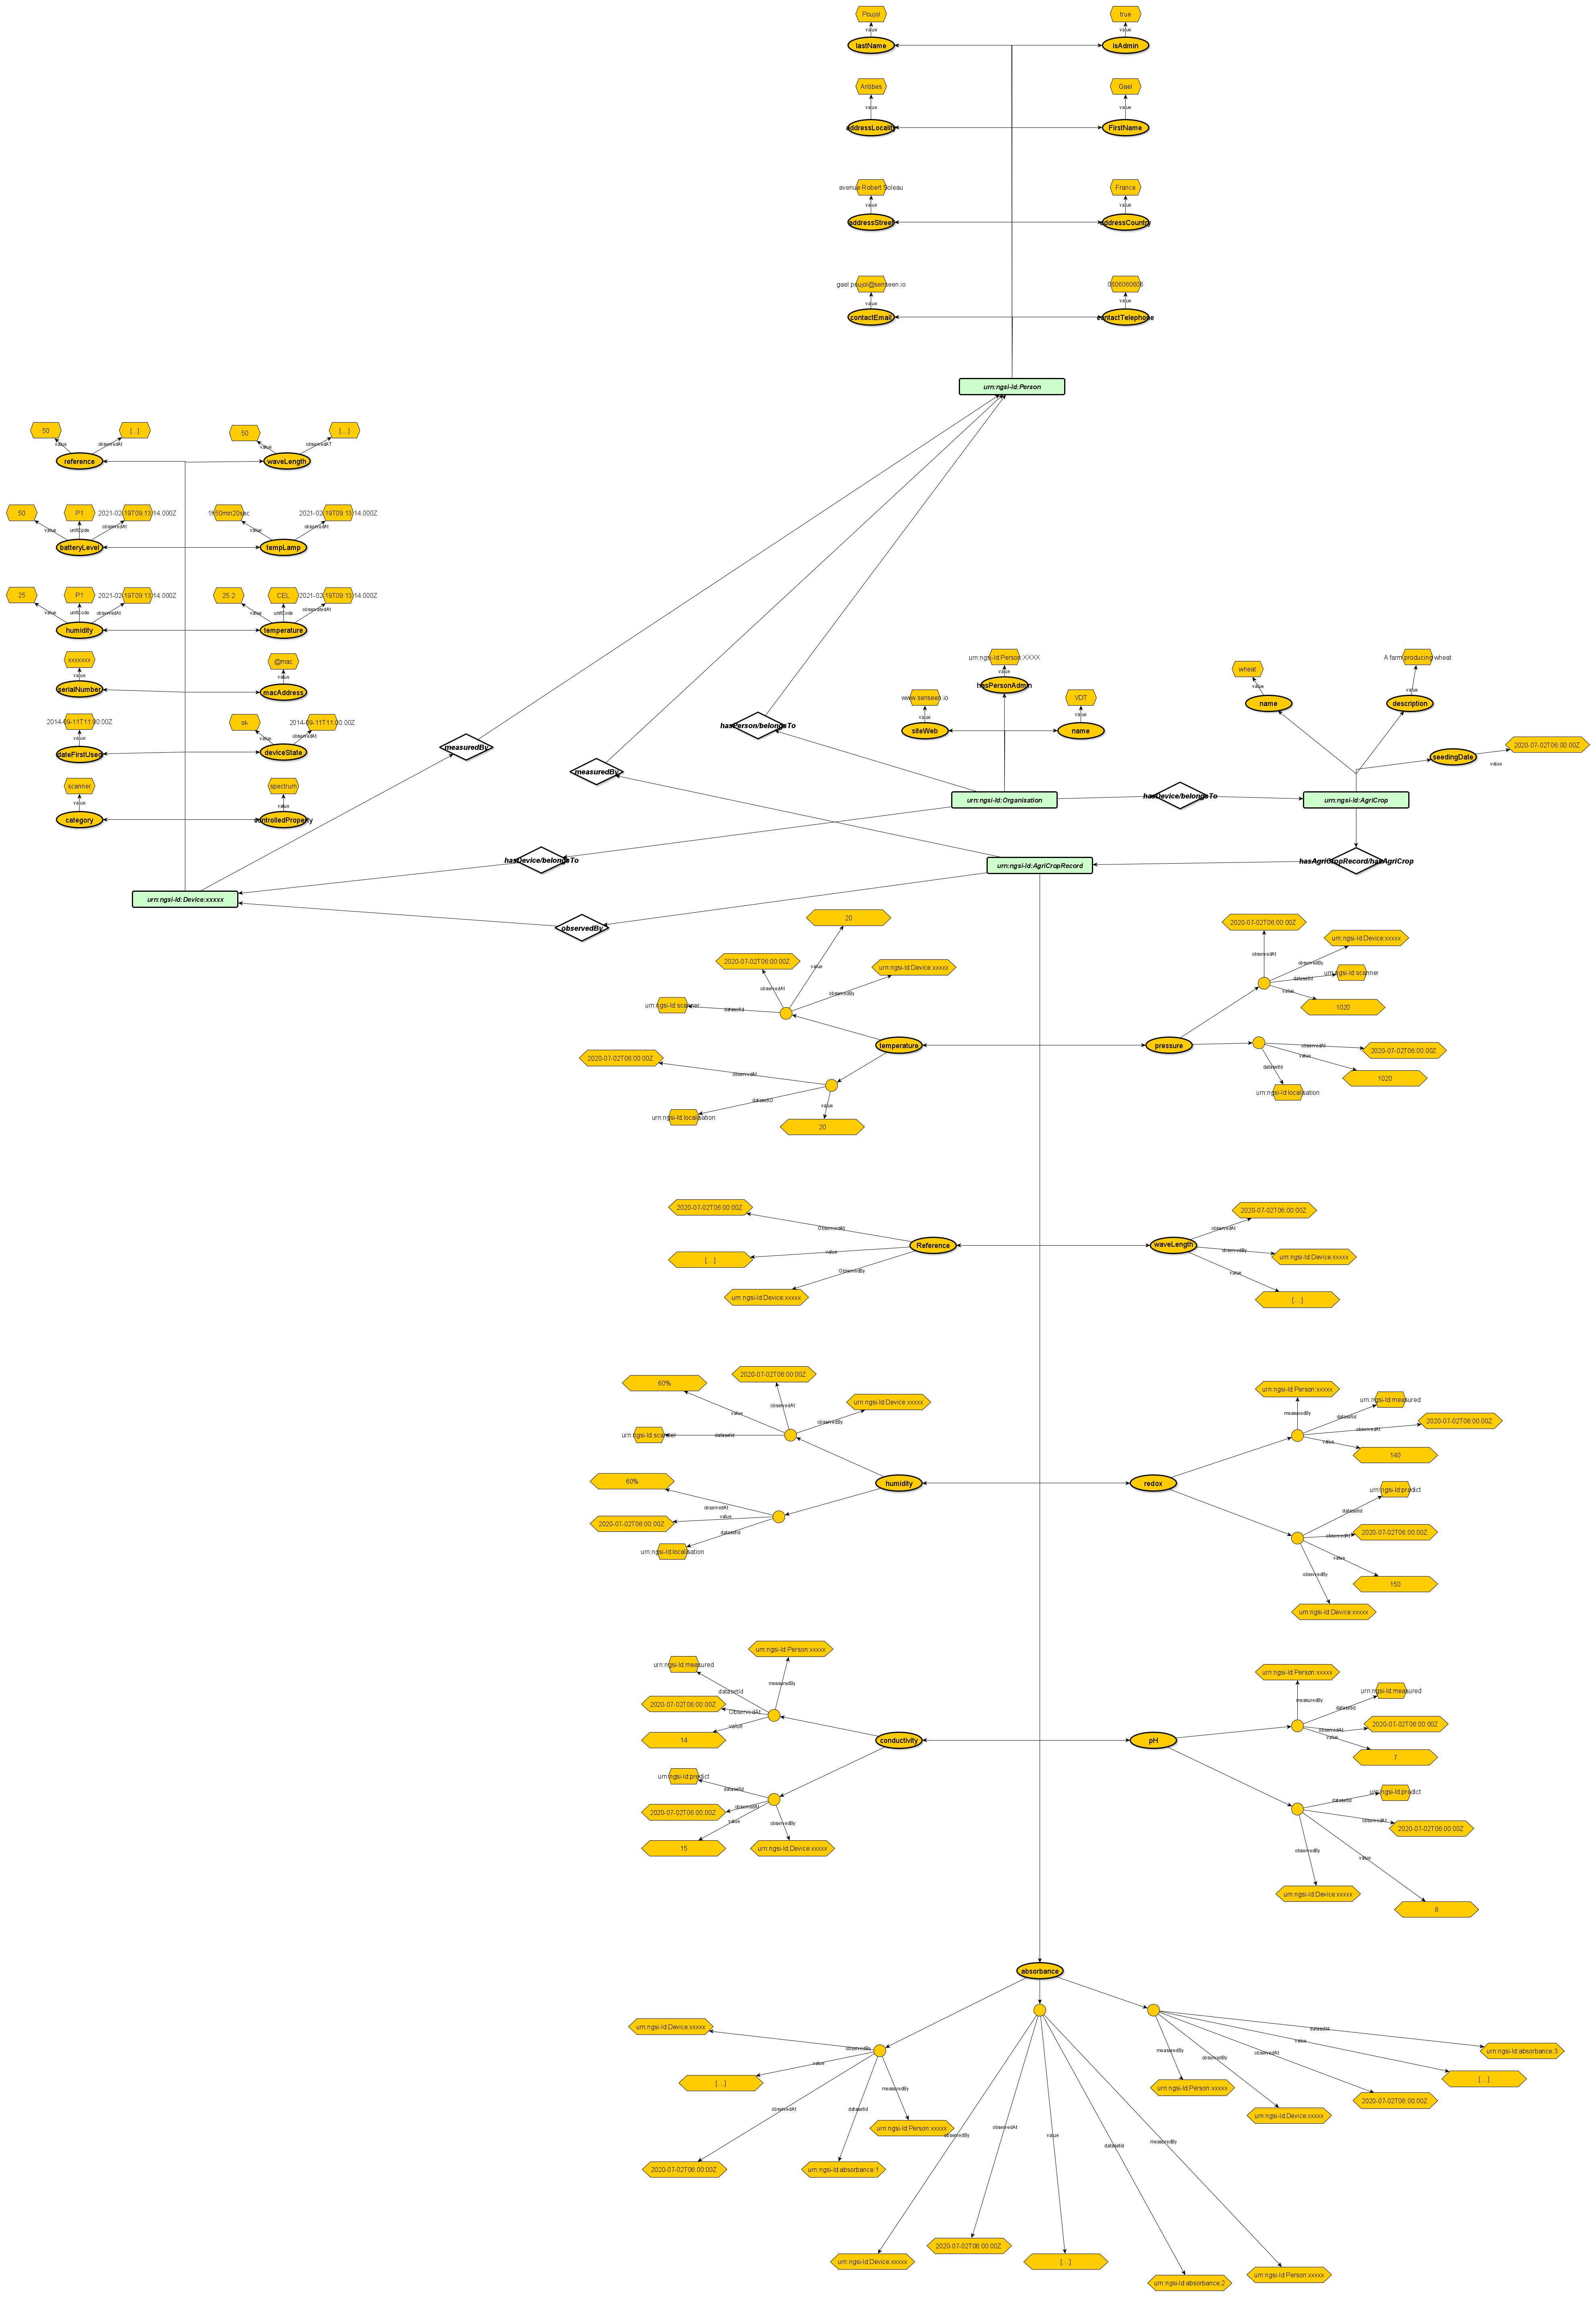 Poujol
true
value
value
lastName
isAdmin
Antibes
Gael
value
value
addressLocality
FirstName
avenue Robert Soleau
France
value
value
addressStreet
addressCountry
gael.poujol@senseen.io
0606060606
value
value
contactEmail
contactTelephone
urn:ngsi-ld:Person
50
[...]
50
[...]
value
observedAt
value
observedAT
reference
waveLength
50
P1
2021-02-19T09:13:14.000Z
1h50min20sec
2021-02-19T09:13:14.000Z
value
unitCode
observedAt
value
observedAt
batteryLevel
tempLamp
25
P1
2021-02-19T09:13:14.000Z
25.2
CEL
2021-02-19T09:13:14.000Z
value
unitCode
observedAt
value
unitCode
observatedAt
humidity
temperature
xxxxxxx
@mac
value
value
serialNumber
macAddress
2014-09-11T11:00:00Z
ok
2014-09-11T11:00:00Z
value
value
observedAt
dateFirstUsed
deviceState
scanner
spectrum
value
value
category
controlledProperty
urn:ngsi-ld:Device:xxxxx
measuredBy
measuredBy
hasPerson/belongsTo
urn:ngsi-ld:Person:XXXX
value
hasPersonAdmin
www.senseen.io
VDT
value
value
siteWeb
name
urn:ngsi-ld:Organisation
hasDevice/belongsTo
wheat
A farm producing wheat
value
value
name
description
seedingDate
2020-07-02T06:00:00Z
value
urn:ngsi-ld:AgriCrop
hasDevice/belongsTo
hasAgriCropRecord/hasAgriCrop
urn:ngsi-ld:AgriCropRecord
observedBy
20
2020-07-02T06:00:00Z
urn:ngsi-ld:Device:xxxxx
value
observedAt
observedBy
urn:ngsi-ld:scanner
datasetId
temperature
2020-07-02T06:00:00Z
observedAt
datasetID
value
urn:ngsi-ld:localisation
20
2020-07-02T06:00:00Z
urn:ngsi-ld:Device:xxxxx
observedAt
observedBy
urn:ngsi-ld:scanner
datasetId
value
1020
pressure
observedAt
2020-07-02T06:00:00Z
value
datasetId
1020
urn:ngsi-ld:localisation
2020-07-02T06:00:00Z
ObservedAt
Reference
value
[...]
ObservedBy
urn:ngsi-ld:Device:xxxxx
2020-07-02T06:00:00Z
observedAt
waveLength
observedBy
urn:ngsi-ld:Device:xxxxx
value
[...]
60%
2020-07-02T06:00:00Z
urn:ngsi-ld:Device:xxxxx
value
observedAt
observedBy
urn:ngsi-ld:scanner
datasetId
humidity
60%
observedAt
value
2020-07-02T06:00:00Z
datasetId
urn:ngsi-ld:localisation
urn:ngsi-ld:Person:xxxxx
urn:ngsi-ld:measured
measuredBy
datasetId
2020-07-02T06:00:00Z
observedAt
value
140
redox
urn:ngsi-ld:predict
datasetId
observedAt
2020-07-02T06:00:00Z
value
observedBy
150
urn:ngsi-ld:Device:xxxxx
urn:ngsi-ld:Person:xxxxx
urn:ngsi-ld:measured
measuredBy
datasetId
2020-07-02T06:00:00Z
ObservedAt
value
14
conductivity
urn:ngsi-ld:predict
datasetId
2020-07-02T06:00:00Z
observedAt
value
observedBy
15
urn:ngsi-ld:Device:xxxxx
urn:ngsi-ld:Person:xxxxx
urn:ngsi-ld:measured
measuredBy
datasetId
2020-07-02T06:00:00Z
observedAt
value
7
pH
urn:ngsi-ld:predict
datasetId
observedAt
2020-07-02T06:00:00Z
observedBy
value
urn:ngsi-ld:Device:xxxxx
8
absorbance
urn:ngsi-ld:Device:xxxxx
observedBy
value
[...]
measuredBy
observedAt
datasetId
urn:ngsi-ld:Person:xxxxx
2020-07-02T06:00:00Z
urn:ngsi-ld:absorbance:1
observedBy
observedAt
value
datasetId
measuredBy
2020-07-02T06:00:00Z
urn:ngsi-ld:Device:xxxxx
[...]
urn:ngsi-ld:absorbance:2
urn:ngsi-ld:Person:xxxxx
datasetId
value
measuredBy
observedBy
observedAt
urn:ngsi-ld:absorbance:3
[...]
urn:ngsi-ld:Person:xxxxx
2020-07-02T06:00:00Z
urn:ngsi-ld:Device:xxxxx